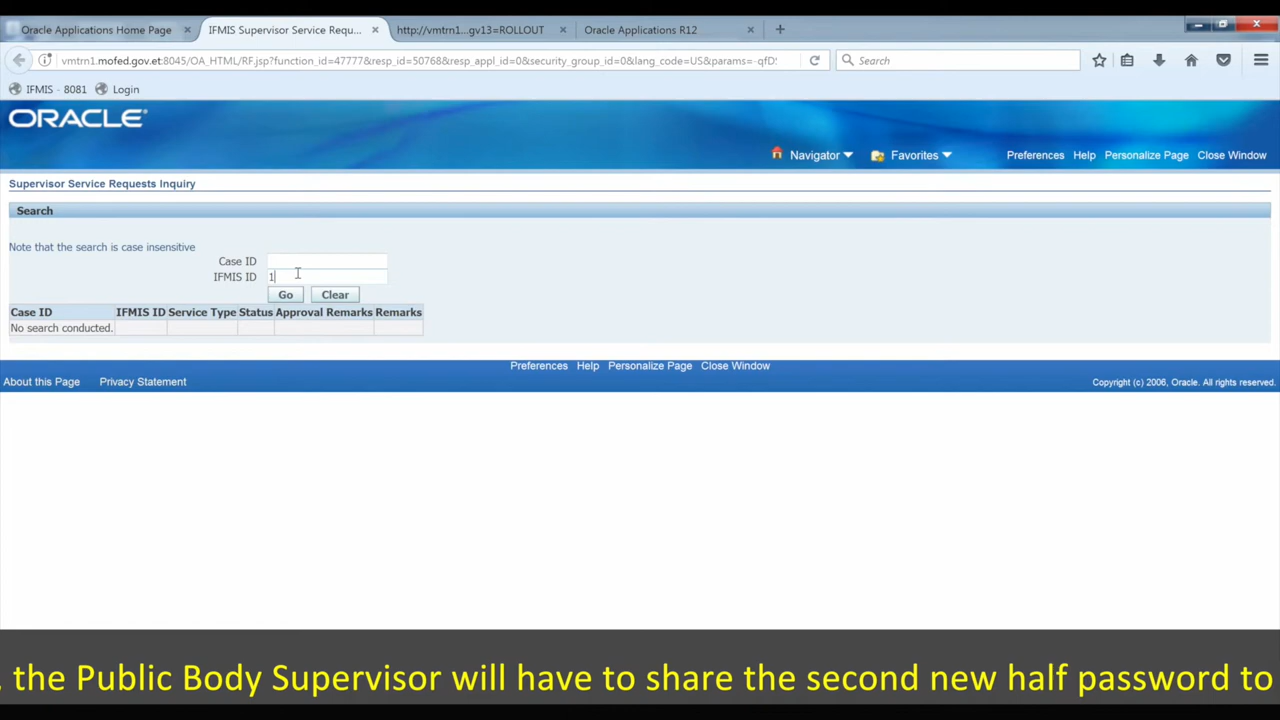 Oracle Applications Home Page × IFMIS Supervisor Service Requ... × http://vmtrn1...gv13=ROLLOUT × Oracle Applications R12 × +
vmtrn1.mofed.gov.et:8045/OA_HTML/RF.jsp?function_id=47777&resp_id=50768&resp_appl_id=0&security_group_id=0&lang_code=US&params= Search
IFMIS - 8081 Login
ORACLE
Navigator Favorites Preferences Help Personalize Page Close Window
Supervisor Service Requests Inquiry
Search
Note that the search is case insensitive
Case ID
IFMIS ID 1
Go Clear
Case ID IFMIS ID Service Type Status Approval Remarks Remarks
No search conducted.
Preferences Help Personalize Page Close Window
About this Page Privacy Statement Copyright (c) 2006, Oracle. All rights reserved.
the Public Body Supervisor will have to share the second new half password to